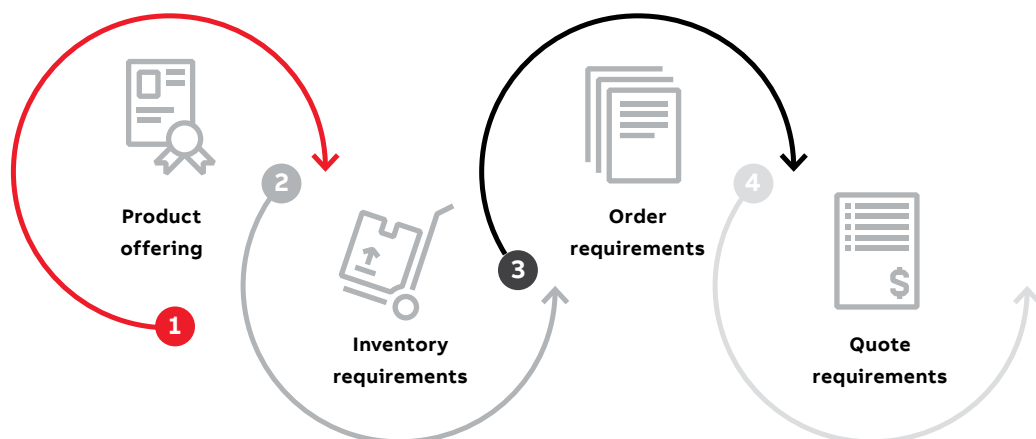 1
Product
offering
2
Inventory
requirements
3
Order
requirements
4
$
Quote
requirements